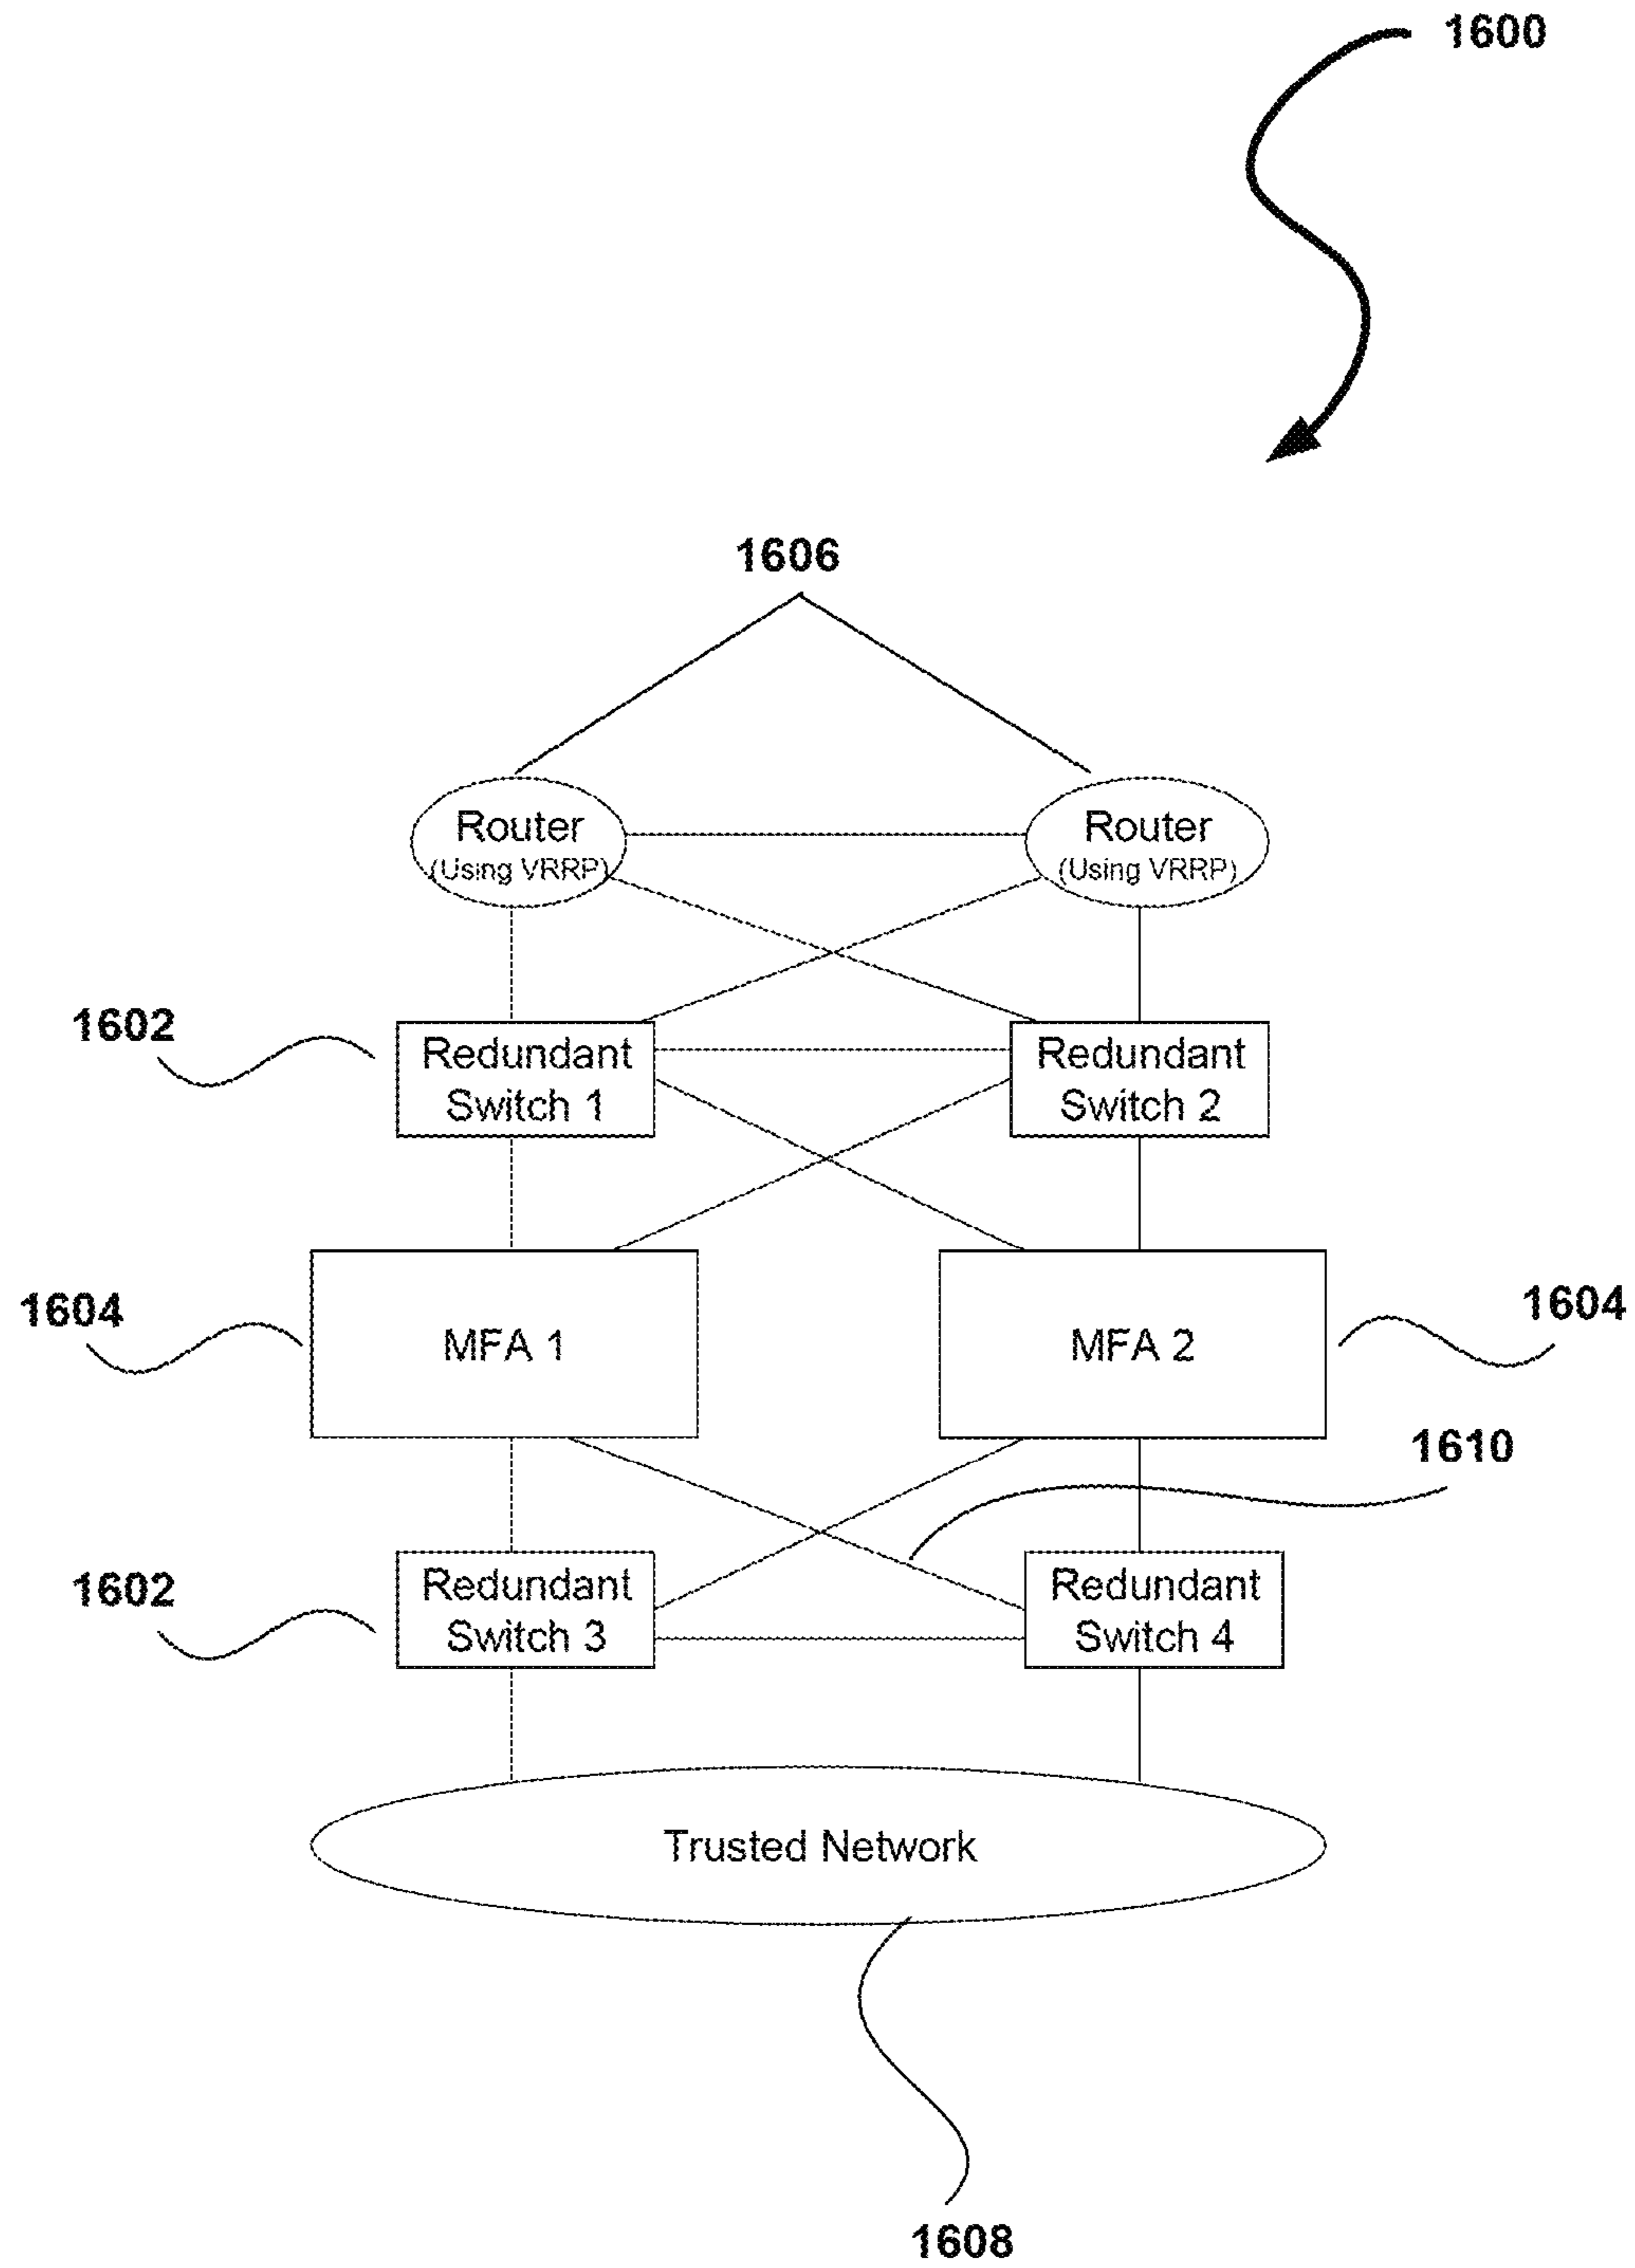 1600
1606
Router
(Using VRRP)
Router
(Using VRRP)
1602
Redundant
Switch 1
Redundant
Switch 2
1604
MFA 1
MFA 2
1604
1610
1602
Redundant
Switch 3
Redundant
Switch 4
Trusted Network
1608